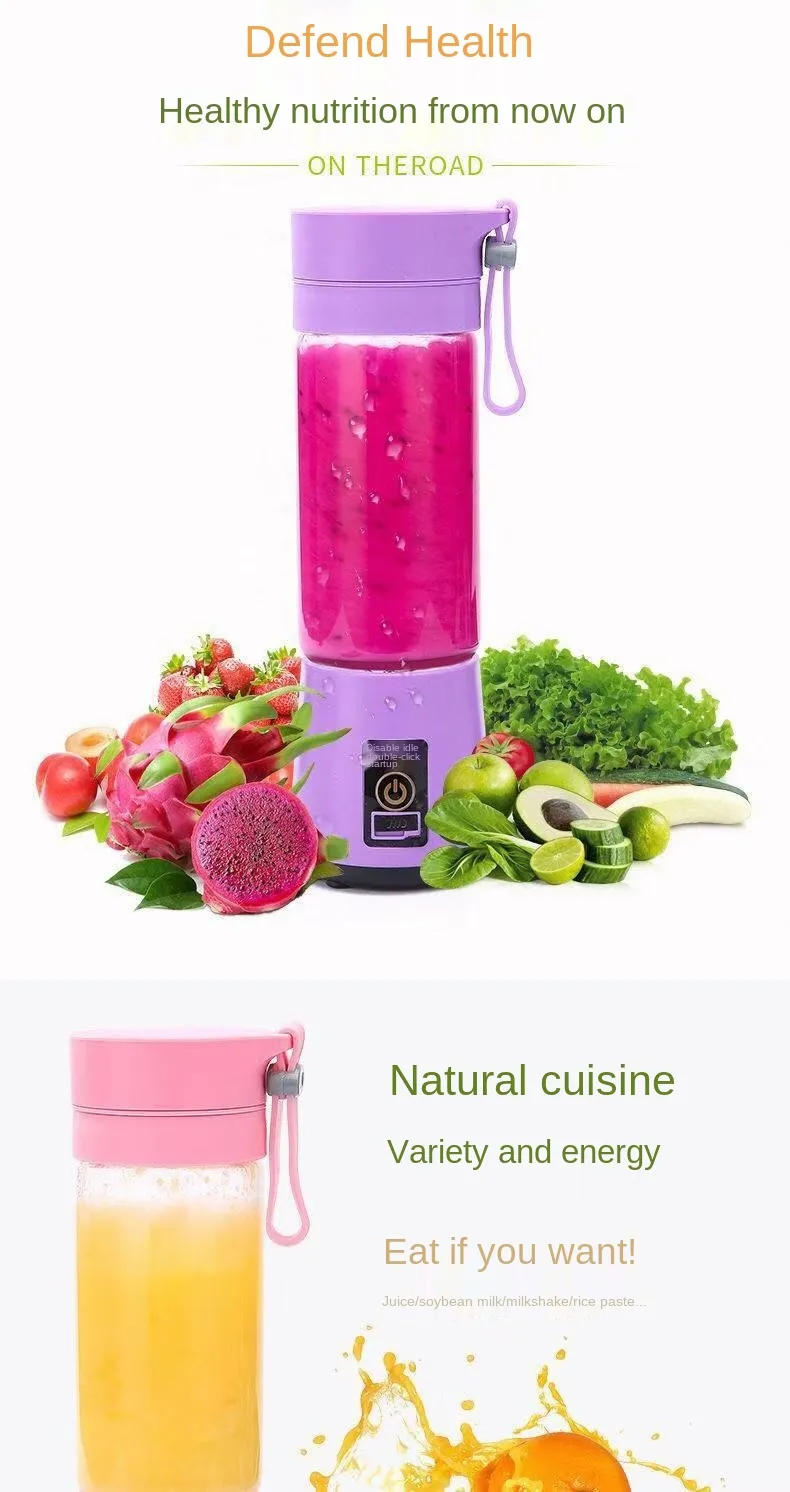 Defend Health
Healthy nutrition from now on
ON THEROAD
Disable idle
double-click
startup
Natural cuisine
Variety and energy
Eat if you want!
Juice/soybean milk/milkshake/rice paste...